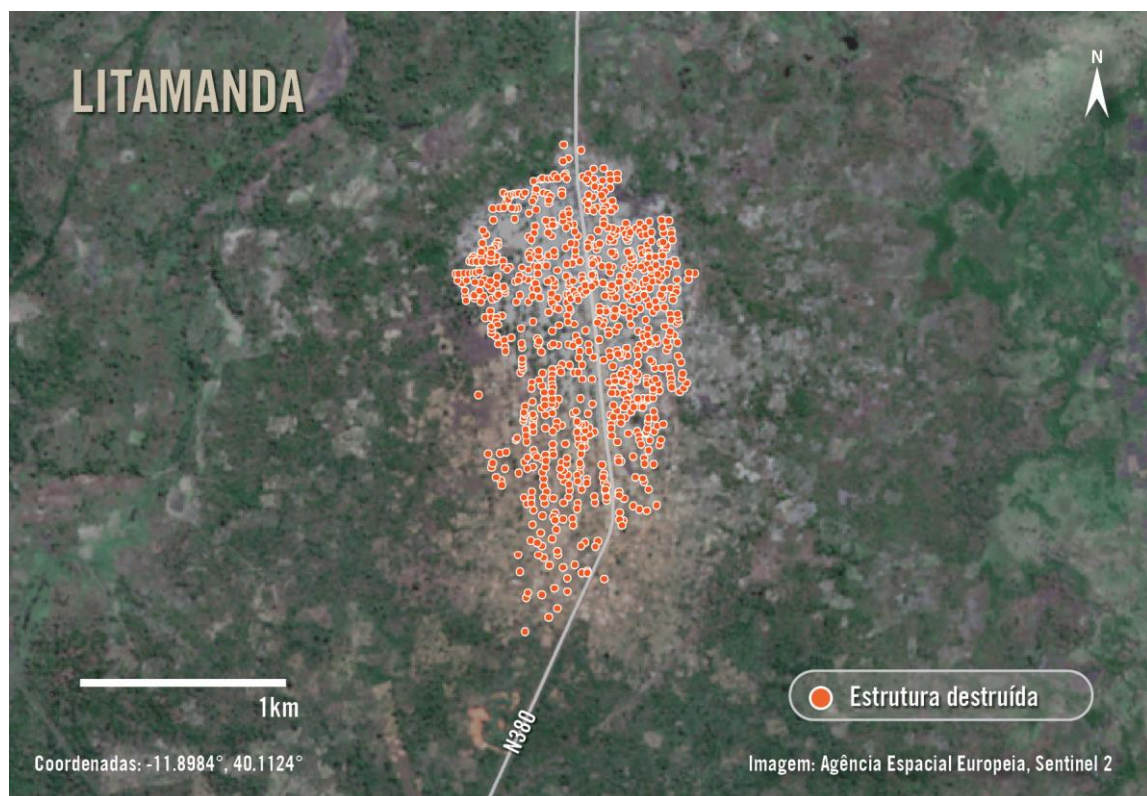 LITAMANDA
N
1km
N380
Estrutura destruída
Coordenadas: -11.8984°, 40.1124°
Imagem: Agência Espacial Europeia, Sentinel 2